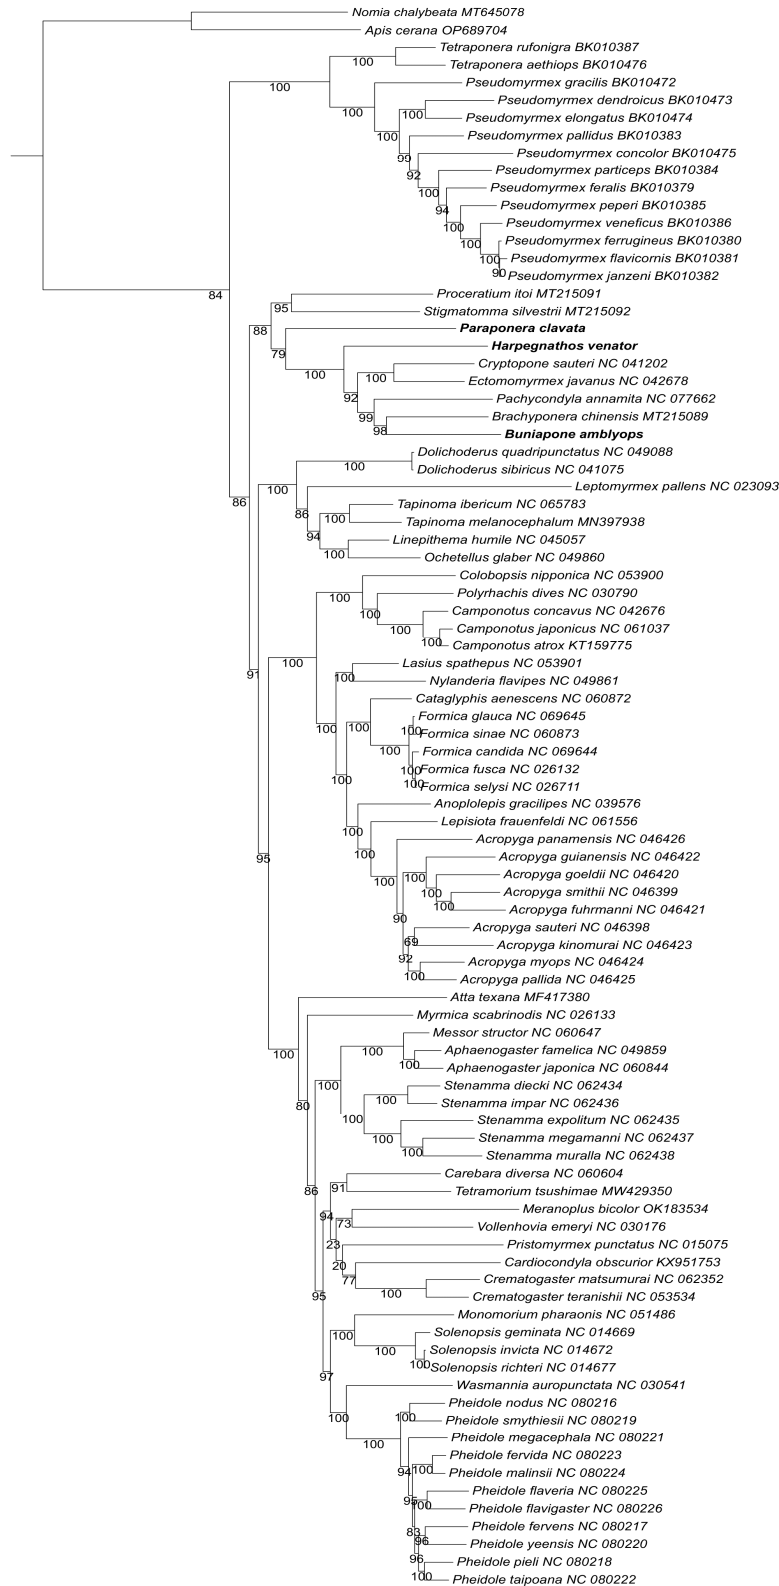 Nomia chalybeata MT645078
Apis cerana OP689704
Tetraponera rufonigra BK010387
100
Tetraponera aethiops BK010476
100
Pseudomyrmex gracilis BK010472
Pseudomyrmex dendroicus BK010473
100
100
Pseudomyrmex elongatus BK010474
100
Pseudomyrmex pallidus BK010383
Pseudomyrmex concolor BK010475
99
Pseudomyrmex particeps BK010384
92
Pseudomyrmex feralis BK010379
100
Pseudomyrmex peperi BK010385
94
Pseudomyrmex veneficus BK010386
100
Pseudomyrmex ferrugineus BK010380
100
Pseudomyrmex flavicornis BK010381
100
90
Pseudomyrmex janzeni BK010382
84
Proceratium itoi MT215091
95
Stigmatomma silvestrii MT215092
88
Paraponera clavata
Harpegnathos venator
79
Cryptopone sauteri NC 041202
100
100
Ectomomyrmex javanus NC 042678
92
Pachycondyla annamita NC 077662
99
Brachyponera chinensis MT215089
98
Buniapone amblyops
Dolichoderus quadripunctatus NC 049088
100
Dolichoderus sibiricus NC 041075
100
Leptomyrmex pallens NC 023093
86
Tapinoma ibericum NC 065783
86
100
Tapinoma melanocephalum MN397938
94
Linepithema humile NC 045057
100
Ochetellus glaber NC 049860
Colobopsis nipponica NC 053900
100
Polyrhachis dives NC 030790
100
Camponotus concavus NC 042676
100
Camponotus japonicus NC 061037
100
Camponotus atrox KT159775
100
Lasius spathepus NC 053901
91
100
Nylanderia flavipes NC 049861
Cataglyphis aenescens NC 060872
Formica glauca NC 069645
100
100
100
Formica sinae NC 060873
100
Formica candida NC 069644
100
Formica fusca NC 026132
100
100
Formica selysi NC 026711
Anoplolepis gracilipes NC 039576
100
Lepisiota frauenfeldi NC 061556
Acropyga panamensis NC 046426
100
95
Acropyga guianensis NC 046422
100
100
Acropyga goeldii NC 046420
100
Acropyga smithii NC 046399
100
Acropyga fuhrmanni NC 046421
90
Acropyga sauteri NC 046398
69
Acropyga kinomurai NC 046423
92
Acropyga myops NC 046424
100
Acropyga pallida NC 046425
Atta texana MF417380
Myrmica scabrinodis NC 026133
Messor structor NC 060647
100
100
Aphaenogaster famelica NC 049859
100
Aphaenogaster japonica NC 060844
100
Stenamma diecki NC 062434
100
Stenamma impar NC 062436
80
Stenamma expolitum NC 062435
100
Stenamma megamanni NC 062437
100
Stenamma muralla NC 062438
Carebara diversa NC 060604
86
91
Tetramorium tsushimae MW429350
Meranoplus bicolor OK183534
94
73
Vollenhovia emeryi NC 030176
23
Pristomyrmex punctatus NC 015075
20
Cardiocondyla obscurior KX951753
77
Crematogaster matsumurai NC 062352
100
95
Crematogaster teranishii NC 053534
Monomorium pharaonis NC 051486
100
Solenopsis geminata NC 014669
100
Solenopsis invicta NC 014672
100
Solenopsis richteri NC 014677
97
Wasmannia auropunctata NC 030541
Pheidole nodus NC 080216
100
100
Pheidole smythiesii NC 080219
100
Pheidole megacephala NC 080221
Pheidole fervida NC 080223
94
100
Pheidole malinsii NC 080224
Pheidole flaveria NC 080225
95
100
Pheidole flavigaster NC 080226
Pheidole fervens NC 080217
83
96
Pheidole yeensis NC 080220
96
Pheidole pieli NC 080218
100
Pheidole taipoana NC 080222